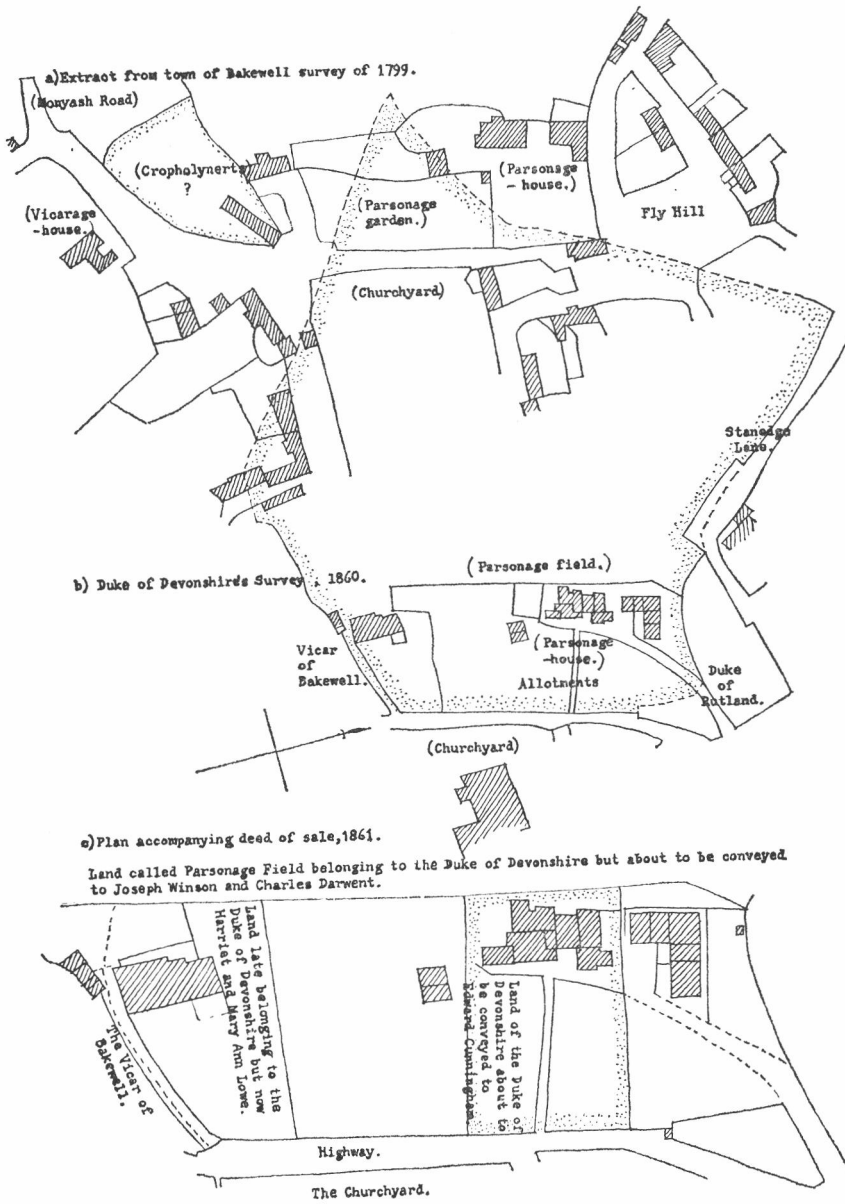 a)Extract from town of Bakewell survey of 1799.
(Monyash Road)
(Cropholynerts)
?
(Parsonage
-house.)
(Vicarage
-house.)
(Parsonage
garden.)
Fly Hill
(Churchyard)
Stanedge
Lane.
b) Duke of Devonshire's Survey , 1860.
(Parsonage field.)
Vicar
of
Bakewell.
(Parsonage
-house.)
Allotments
Duke
of
Rutland.
(Churchyard)
c)Plan accompanying deed of sale,1861.
Land called Parsonage Field belonging to the Duke of Devonshire but about to be conveyed
to Joseph Winson and Charles Darwent.
The Vicar of
Bakewell.
Land late belonging to the
Duke of Devonshire but now
Harriet and Mary Ann Lowe.
Land of the Duke of
Devonshire about to
be conveyed to
Edward Cunningham
Highway.
The Churchyard.